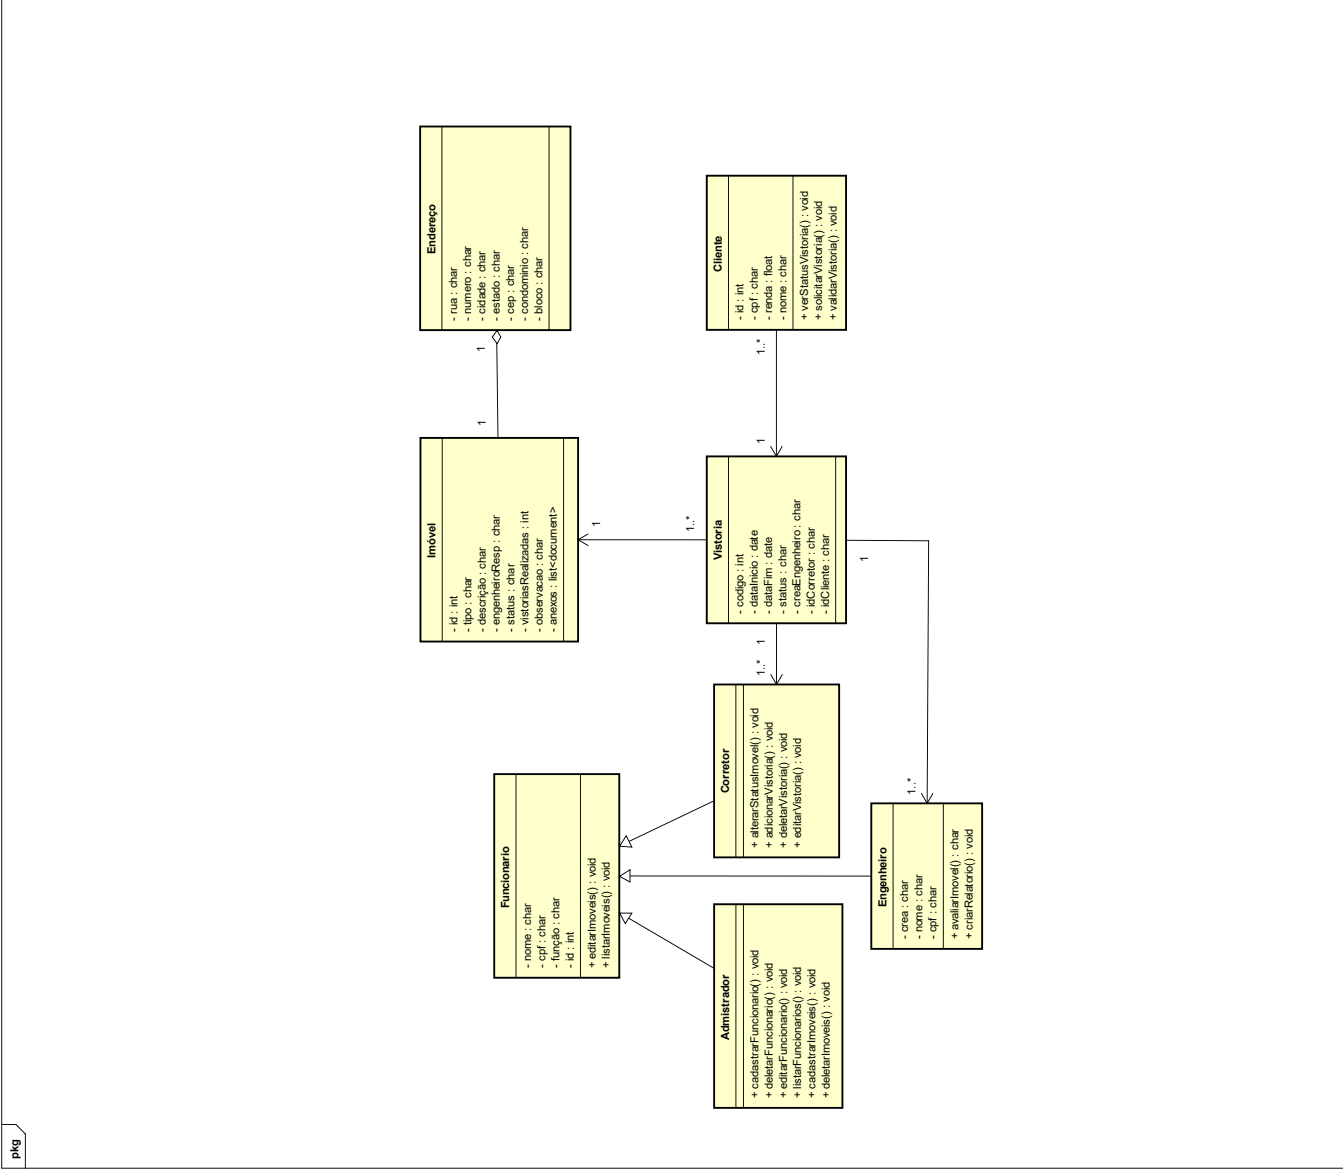 pkg
Funcionario
- nome : char
- cpf : char
- função : char
- id : int
+ editarImoveis() : void
+ listarImoveis() : void
Imóvel
- id : int
- tipo : char
- descrição : char
- engenheiroResp : char
- status : char
- vistoriasRealizadas : int
- observacao : char
- anexos : list<document>
1
1
Endereço
- rua : char
- numero : char
- cidade : char
- estado : char
- cep : char
- condominio : char
- bloco : char
1
1..*
Admistrador
+ cadastrarFuncionario() : void
+ deletarFuncionario() : void
+ editarFuncionario() : void
+ listarFuncionarios() : void
+ cadastrarImoveis() : void
+ deletarImoveis() : void
Corretor
+ alterarStatusImovel() : void
+ adicionarVistoria() : void
+ deletarVistoria() : void
+ editarVistoria() : void
1..*
1
Vistoria
- codigo : int
- dataInicio : date
- dataFim : date
- status : char
- creaEngenheiro : char
- idCorretor : char
- idCliente : char
1
1..*
Cliente
- id : int
- cpf : char
- renda : float
- nome : char
+ verStatusVistoria() : void
+ solicitarVistoria() : void
+ validarVistoria() : void
1
1..*
Engenheiro
- crea : char
- nome : char
- cpf : char
+ avaliarImovel() : char
+ criarRelatorio() : void